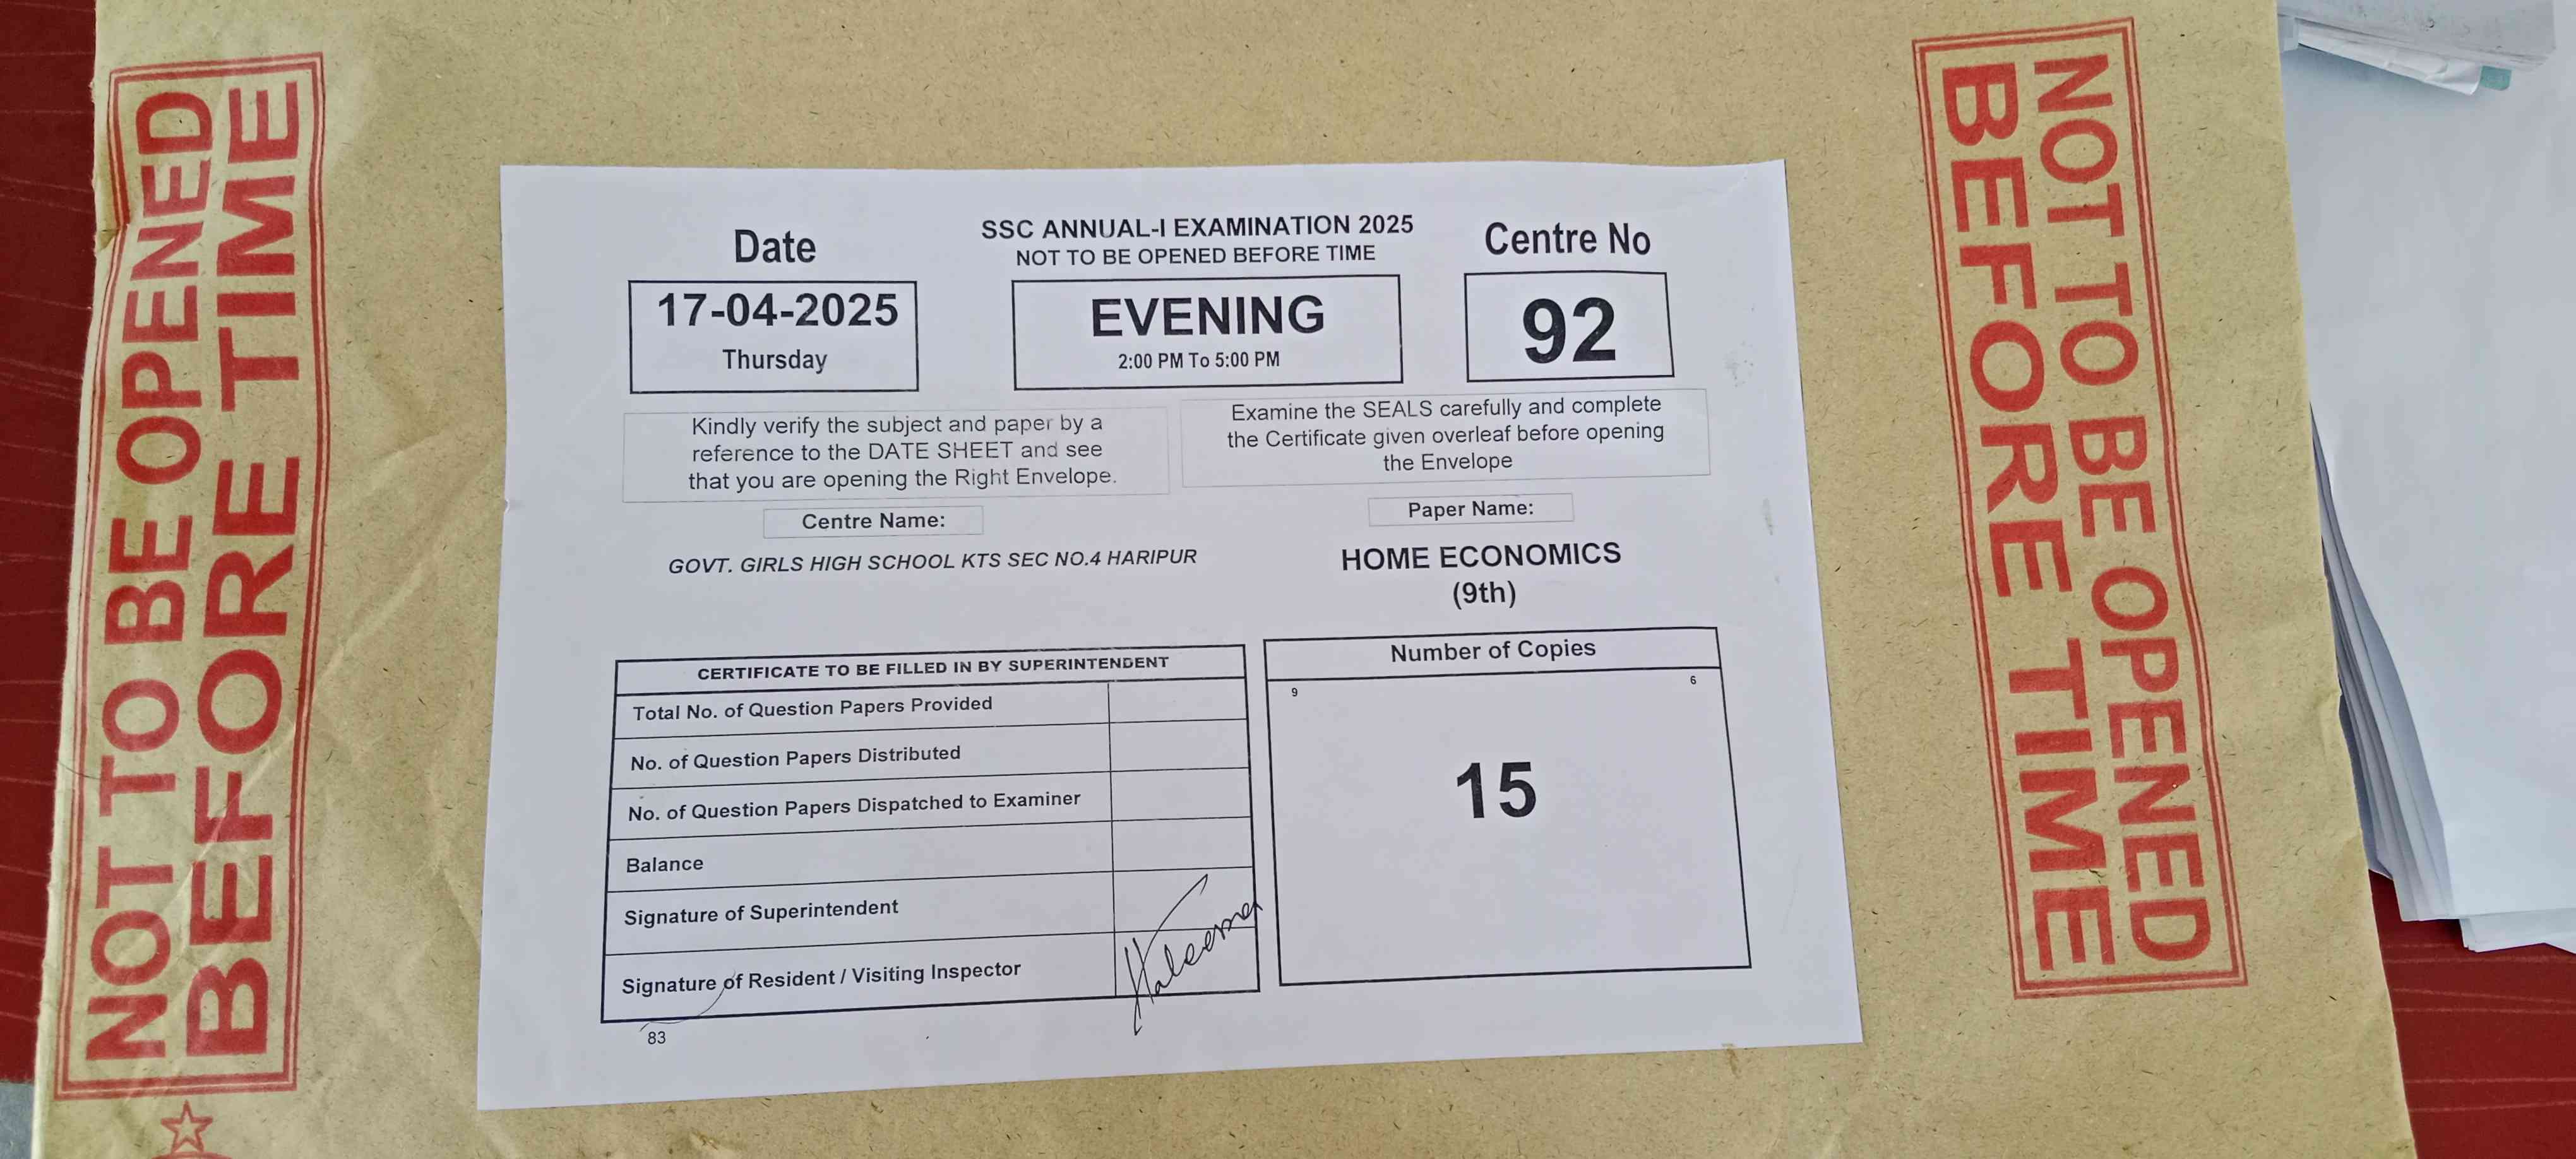 NOT TO BE OPENED
BEFORE TIME
Date
17-04-2025
Thursday
SSC ANNUAL-I EXAMINATION 2025
NOT TO BE OPENED BEFORE TIME
EVENING
2:00 PM To 5:00 PM
Centre No
92
Kindly verify the subject and paper by a
reference to the DATE SHEET and see
that you are opening the Right Envelope.
Examine the SEALS carefully and complete
the Certificate given overleaf before opening
the Envelope
Centre Name:
GOVT. GIRLS HIGH SCHOOL KTS SEC NO.4 HARIPUR
Paper Name:
HOME ECONOMICS
(9th)
CERTIFICATE TO BE FILLED IN BY SUPERINTENDENT
Total No. of Question Papers Provided
No. of Question Papers Distributed
No. of Question Papers Dispatched to Examiner
Balance
Signature of Superintendent
Signature of Resident / Visiting Inspector
83
Number of Copies
9 6
15
NOT TO BE OPENED
BEFORE TIME